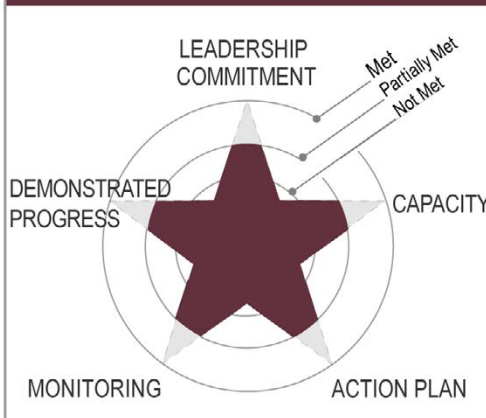 LEADERSHIP
COMMITMENT
Met
Partially Met
Not Met
DEMONSTRATED
PROGRESS
CAPACITY
MONITORING
ACTION PLAN